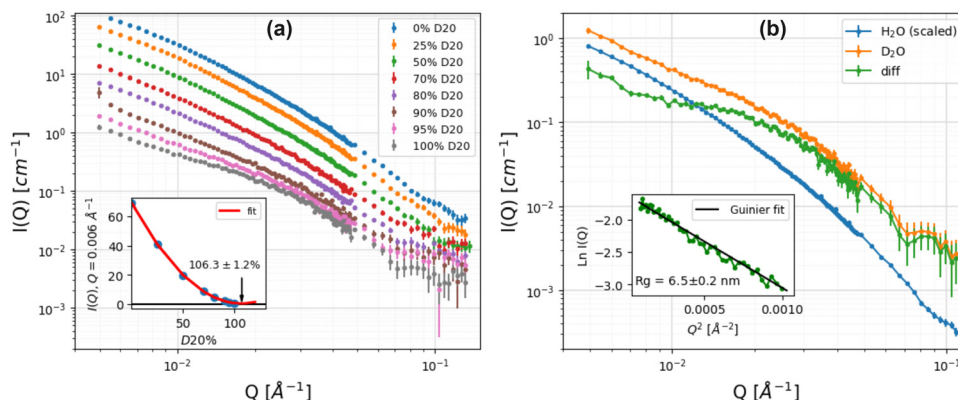 (a)
0% D20
25% D20
50% D20
70% D20
80% D20
90% D20
95% D20
100% D20
10²
10¹
10⁰
10⁻¹
10⁻²
10⁻³
I(Q) [cm⁻¹]
fit
106.3 ± 1.2%
60
40
20
0
I(Q), Q = 0,006 Å⁻¹
50
100
D20%
10⁻²
10⁻¹
Q [Å⁻¹]
(b)
H₂O (scaled)
D₂O
diff
10⁰
10⁻¹
10⁻²
10⁻³
I(Q) [cm⁻¹]
Guinier fit
−2.0
−2.5
−3.0
Ln I(Q)
Rg = 6.5±0.2 nm
0.0005
0.0010
Q² [Å⁻²]
10⁻²
10⁻¹
Q [Å⁻¹]